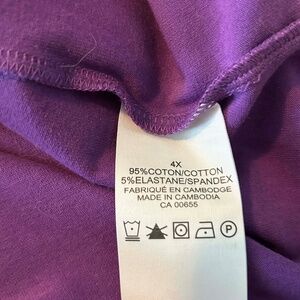 4X
95%COTON/COTTON
5%ELASTANE/SPANDEX
FABRIQUÉ EN CAMBODGE
MADE IN CAMBODIA
CA 00655
P